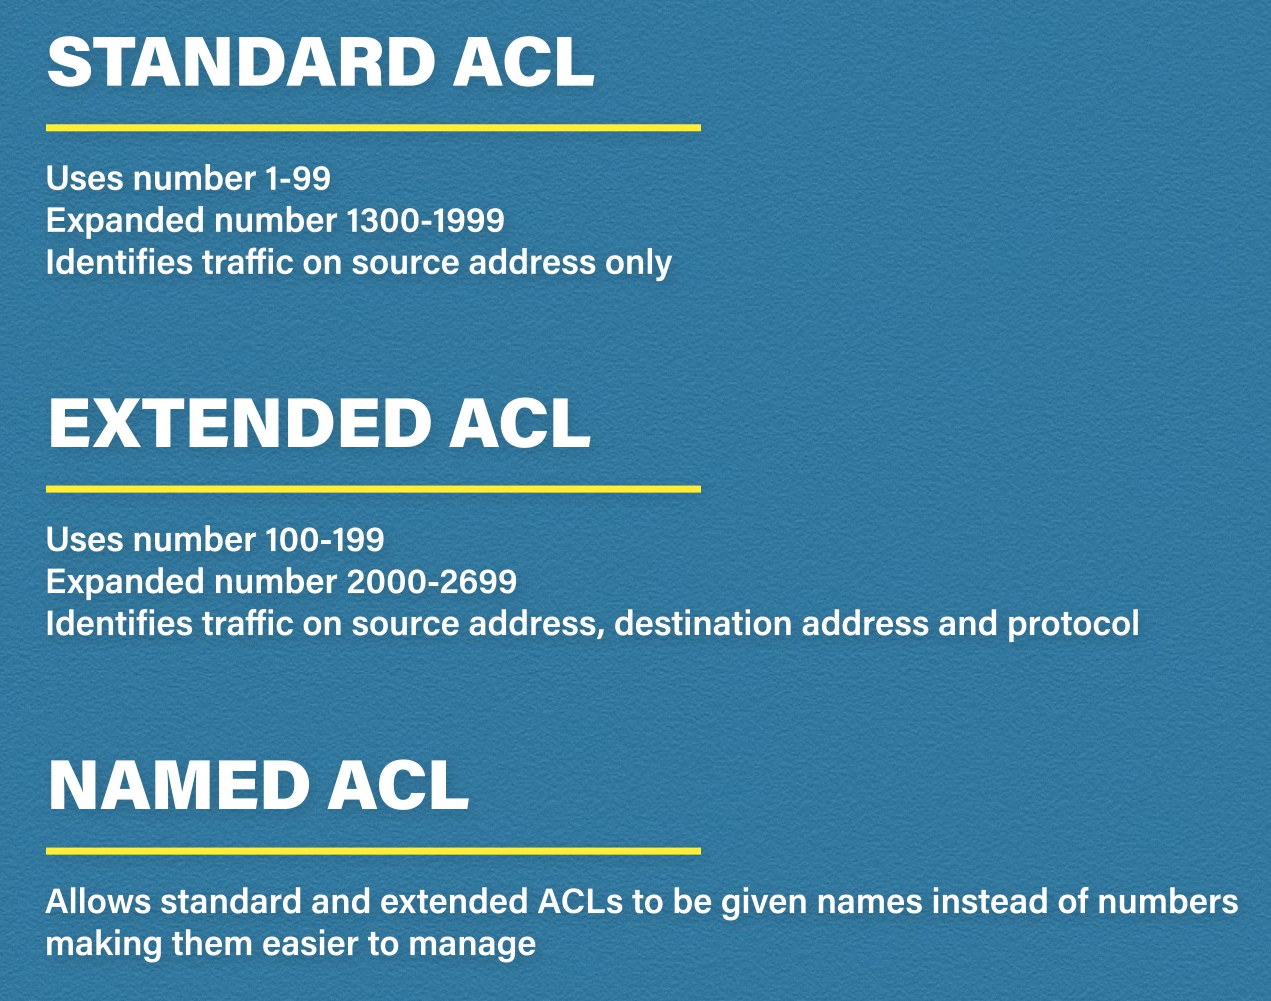 STANDARD ACL
Uses number 1-99
Expanded number 1300-1999
Identifies traffic on source address only
EXTENDED ACL
Uses number 100-199
Expanded number 2000-2699
Identifies traffic on source address, destination address and protocol
NAMED ACL
Allows standard and extended ACLs to be given names instead of numbers
making them easier to manage